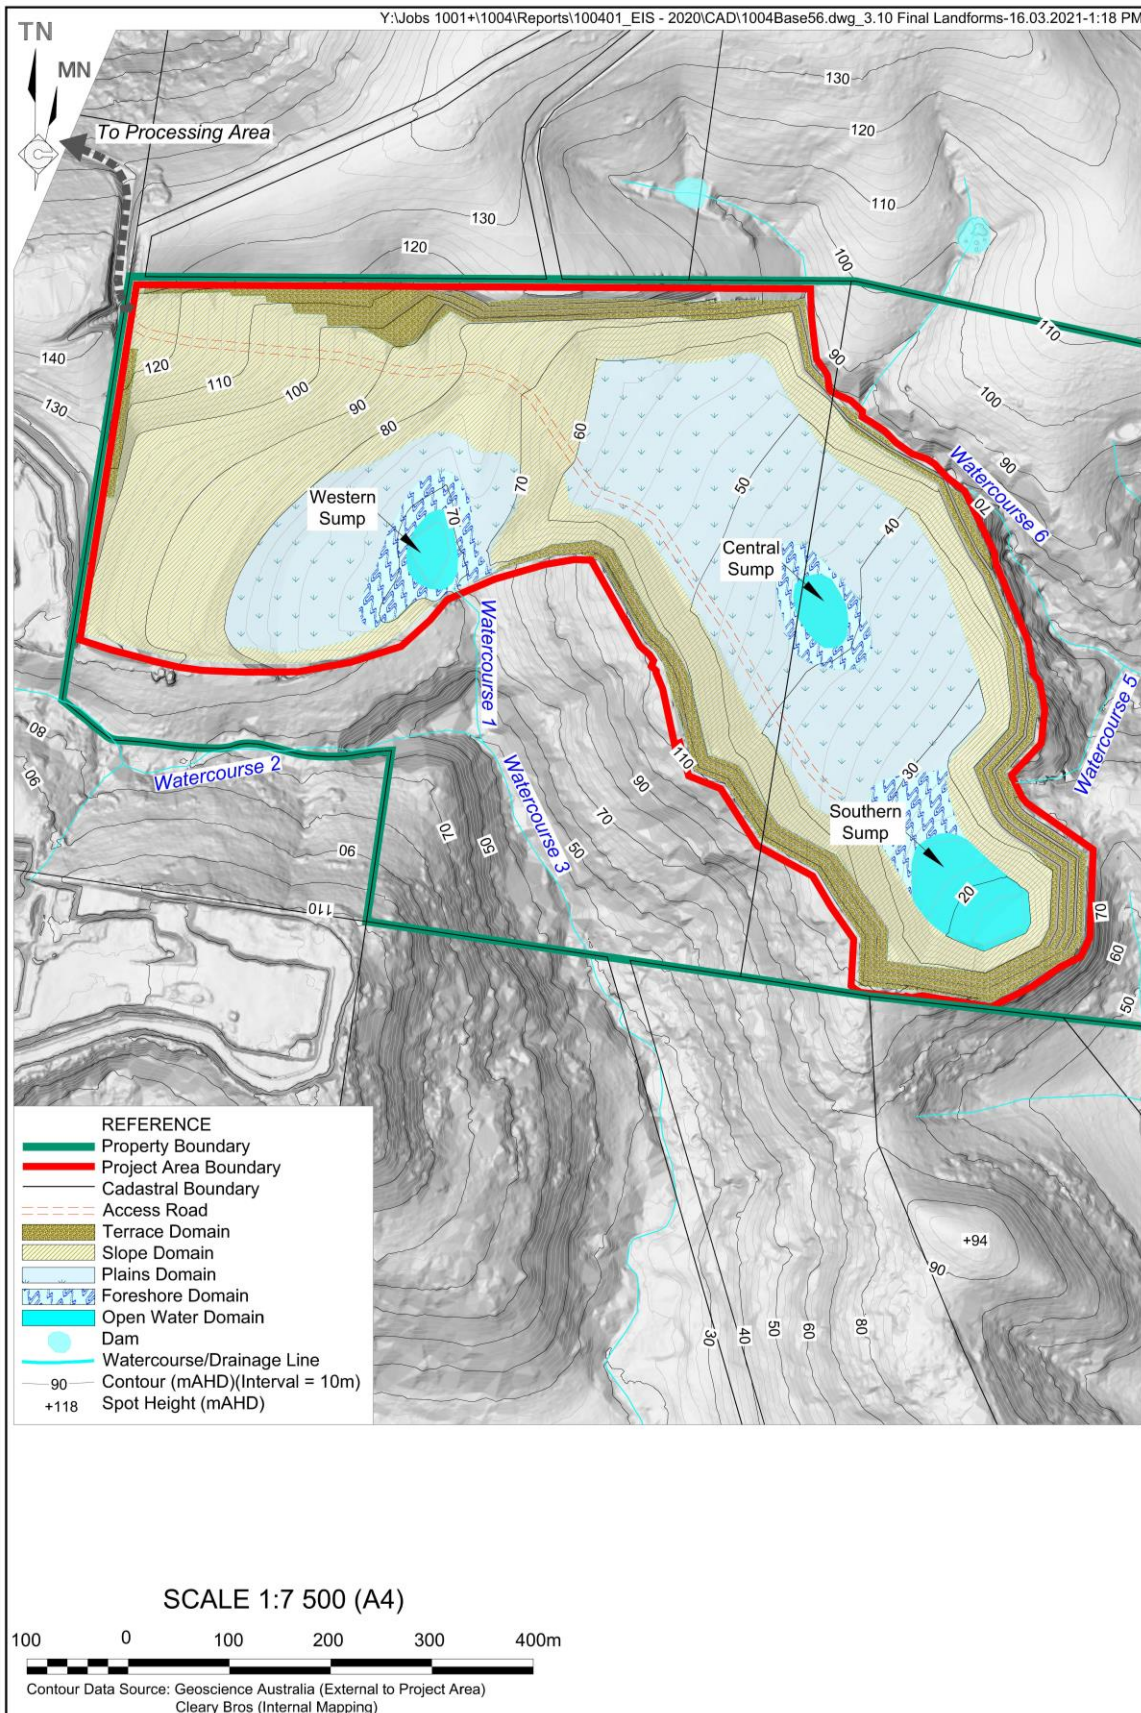 Y:\Jobs 1001+\1004\Reports\100401_EIS - 2020\CAD\1004Base56.dwg_3.10 Final Landforms-16.03.2021-1:18 PM
TN
MN
To Processing Area
130
120
110
130
120
100
110
90
100
140
130
120
110
100
90
80
60
70
50
40
90
70
Western
Sump
70
Central
Sump
Watercourse 6
Watercourse 1
Watercourse 5
80
90
Watercourse 2
Watercourse 3
110
90
70
50
30
Southern
Sump
20
70
60
50
70
50
90
110
+94
90
30
40
50
60
80
REFERENCE
Property Boundary
Project Area Boundary
Cadastral Boundary
Access Road
Terrace Domain
Slope Domain
Plains Domain
Foreshore Domain
Open Water Domain
Dam
Watercourse/Drainage Line
90 Contour (mAHD)(Interval = 10m)
+118 Spot Height (mAHD)
SCALE 1:7 500 (A4)
100 0 100 200 300 400m
Contour Data Source: Geoscience Australia (External to Project Area)
Cleary Bros (Internal Mapping)